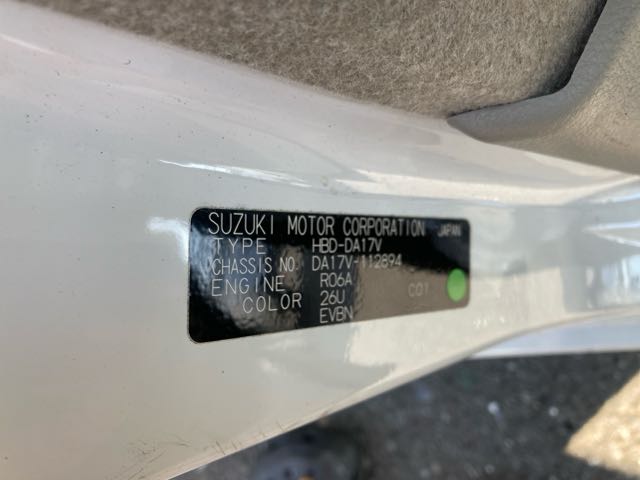 SUZUKI MOTOR CORPORATION JAPAN
TYPE HBD-DA17V
CHASSIS NO. DA17V-112894
ENGINE R06A C01
COLOR 26U
EVBN